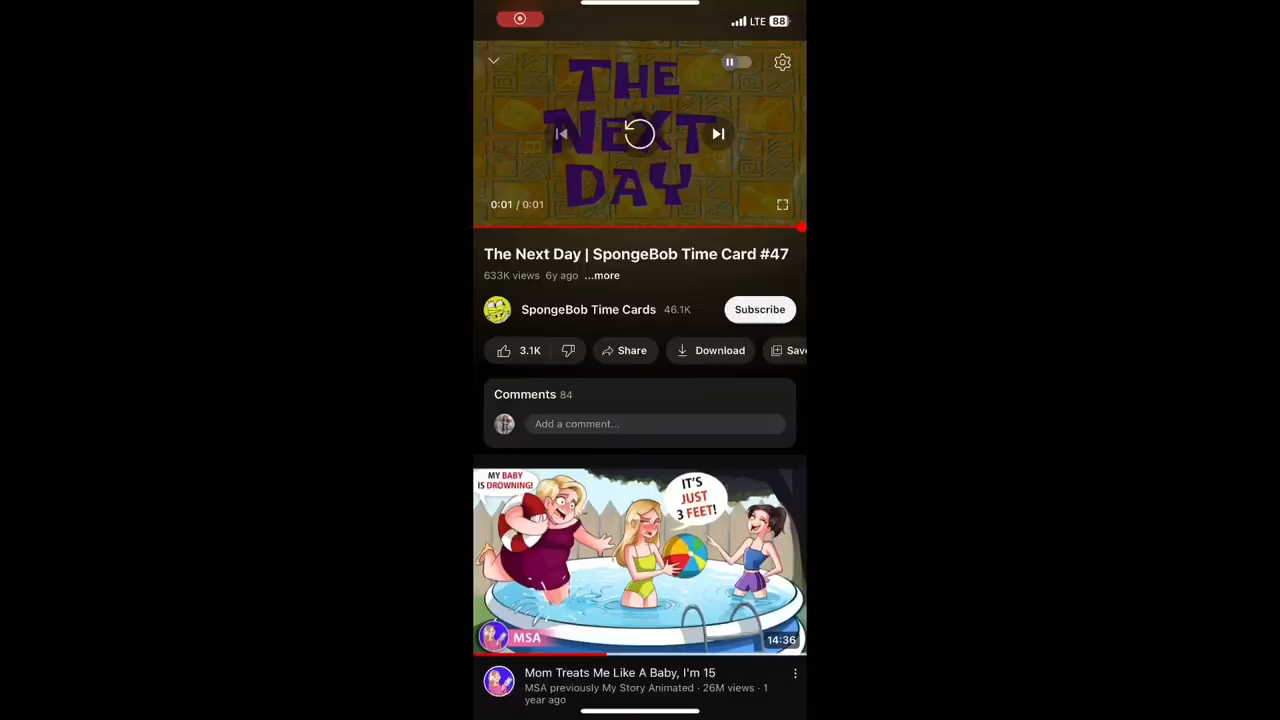 LTE 88
THE
NEXT
DAY
0:01 / 0:01
The Next Day | SpongeBob Time Card #47
633K views 6y ago ...more
SpongeBob Time Cards 46.1K Subscribe
3.1K Share Download Save
Comments 84
Add a comment...
MY BABY
IS DROWNING!
IT'S
JUST
3 FEET!
MSA
14:36
Mom Treats Me Like A Baby, I'm 15
MSA previously My Story Animated · 26M views · 1
year ago